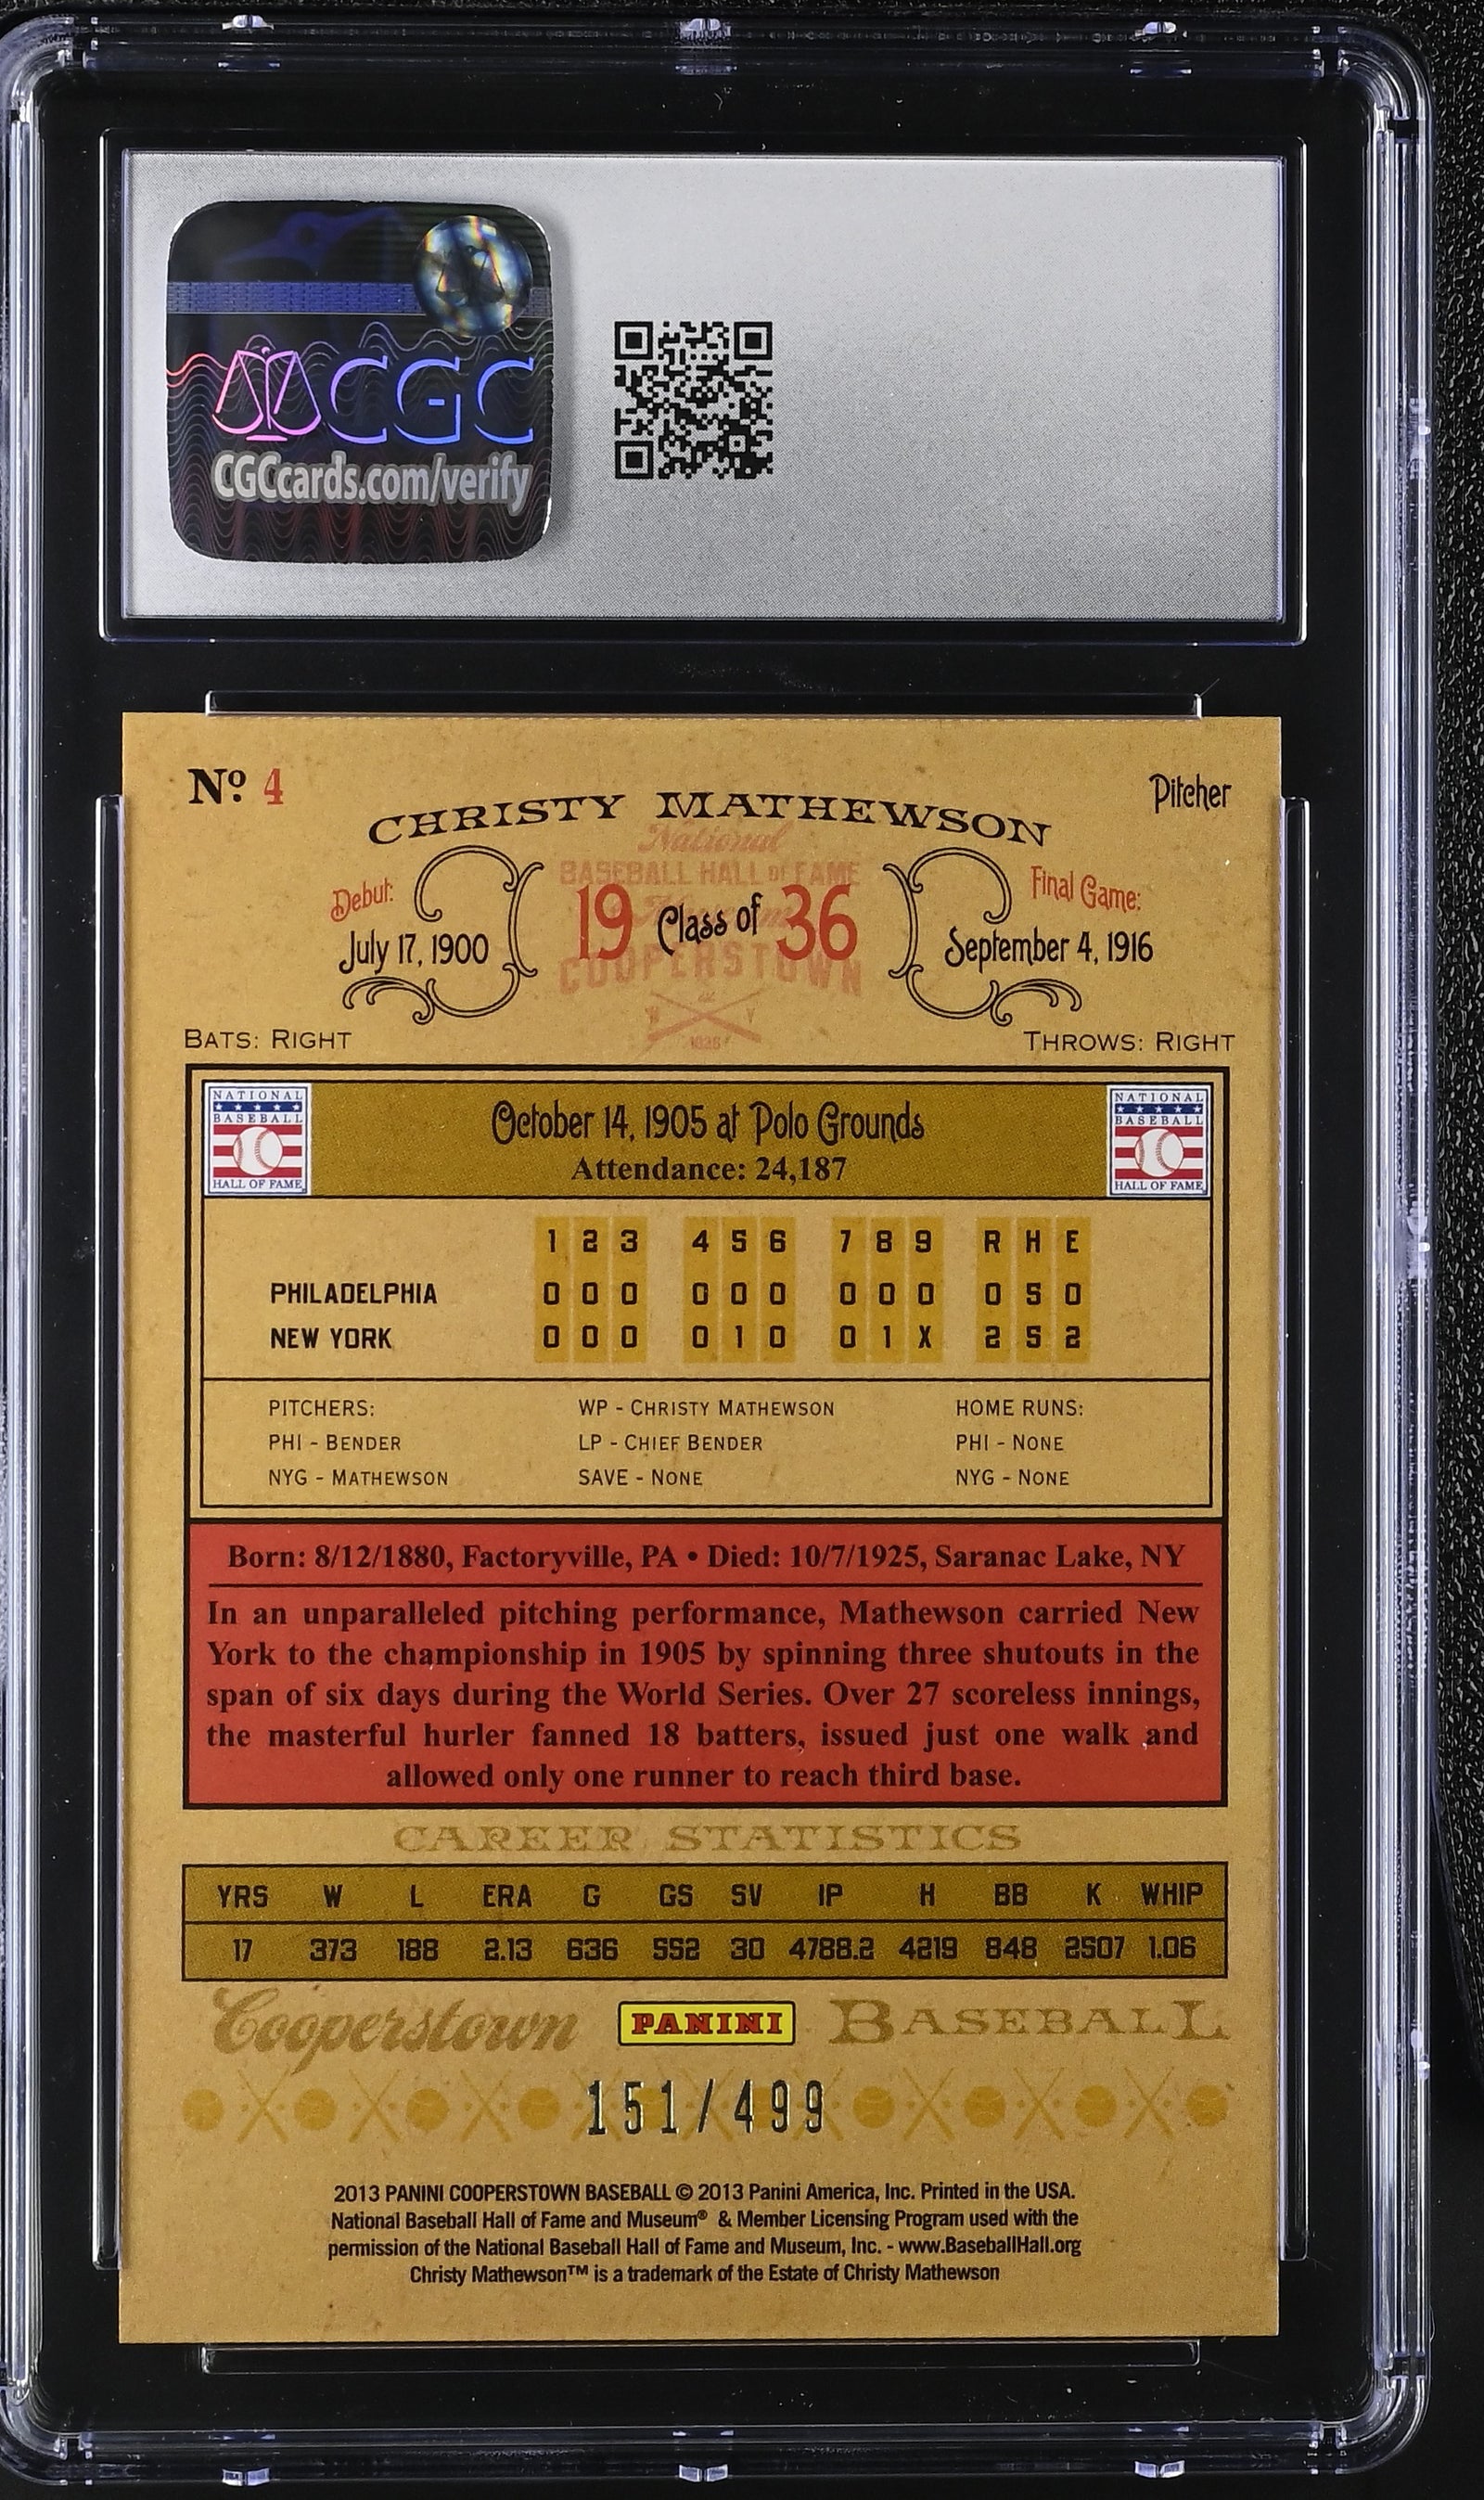 CGC
CGCcards.com/verify
Nº 4
Pitcher
CHRISTY MATHEWSON
National
BASEBALL HALL OF FAME
Debut:
July 17, 1900
19 Class of 36
Final Game:
September 4, 1916
COOPERSTOWN
BATS: RIGHT
THROWS: RIGHT
NATIONAL BASEBALL HALL OF FAME
October 14, 1905 at Polo Grounds
Attendance: 24,187
NATIONAL BASEBALL HALL OF FAME
1 2 3 4 5 6 7 8 9 R H E
PHILADELPHIA 0 0 0 0 0 0 0 0 0 0 5 0
NEW YORK 0 0 0 0 1 0 0 1 X 2 5 2
PITCHERS: WP - CHRISTY MATHEWSON HOME RUNS:
PHI - BENDER LP - CHIEF BENDER PHI - NONE
NYG - MATHEWSON SAVE - NONE NYG - NONE
Born: 8/12/1880, Factoryville, PA • Died: 10/7/1925, Saranac Lake, NY
In an unparalleled pitching performance, Mathewson carried New
York to the championship in 1905 by spinning three shutouts in the
span of six days during the World Series. Over 27 scoreless innings,
the masterful hurler fanned 18 batters, issued just one walk and
allowed only one runner to reach third base.
CAREER STATISTICS
YRS W L ERA G GS SV IP H BB K WHIP
17 373 188 2.13 636 552 30 4788.2 4219 848 2507 1.06
Cooperstown PANINI BASEBALL
151/499
2013 PANINI COOPERSTOWN BASEBALL © 2013 Panini America, Inc. Printed in the USA.
National Baseball Hall of Fame and Museum® & Member Licensing Program used with the
permission of the National Baseball Hall of Fame and Museum, Inc. - www.BaseballHall.org
Christy Mathewson™ is a trademark of the Estate of Christy Mathewson